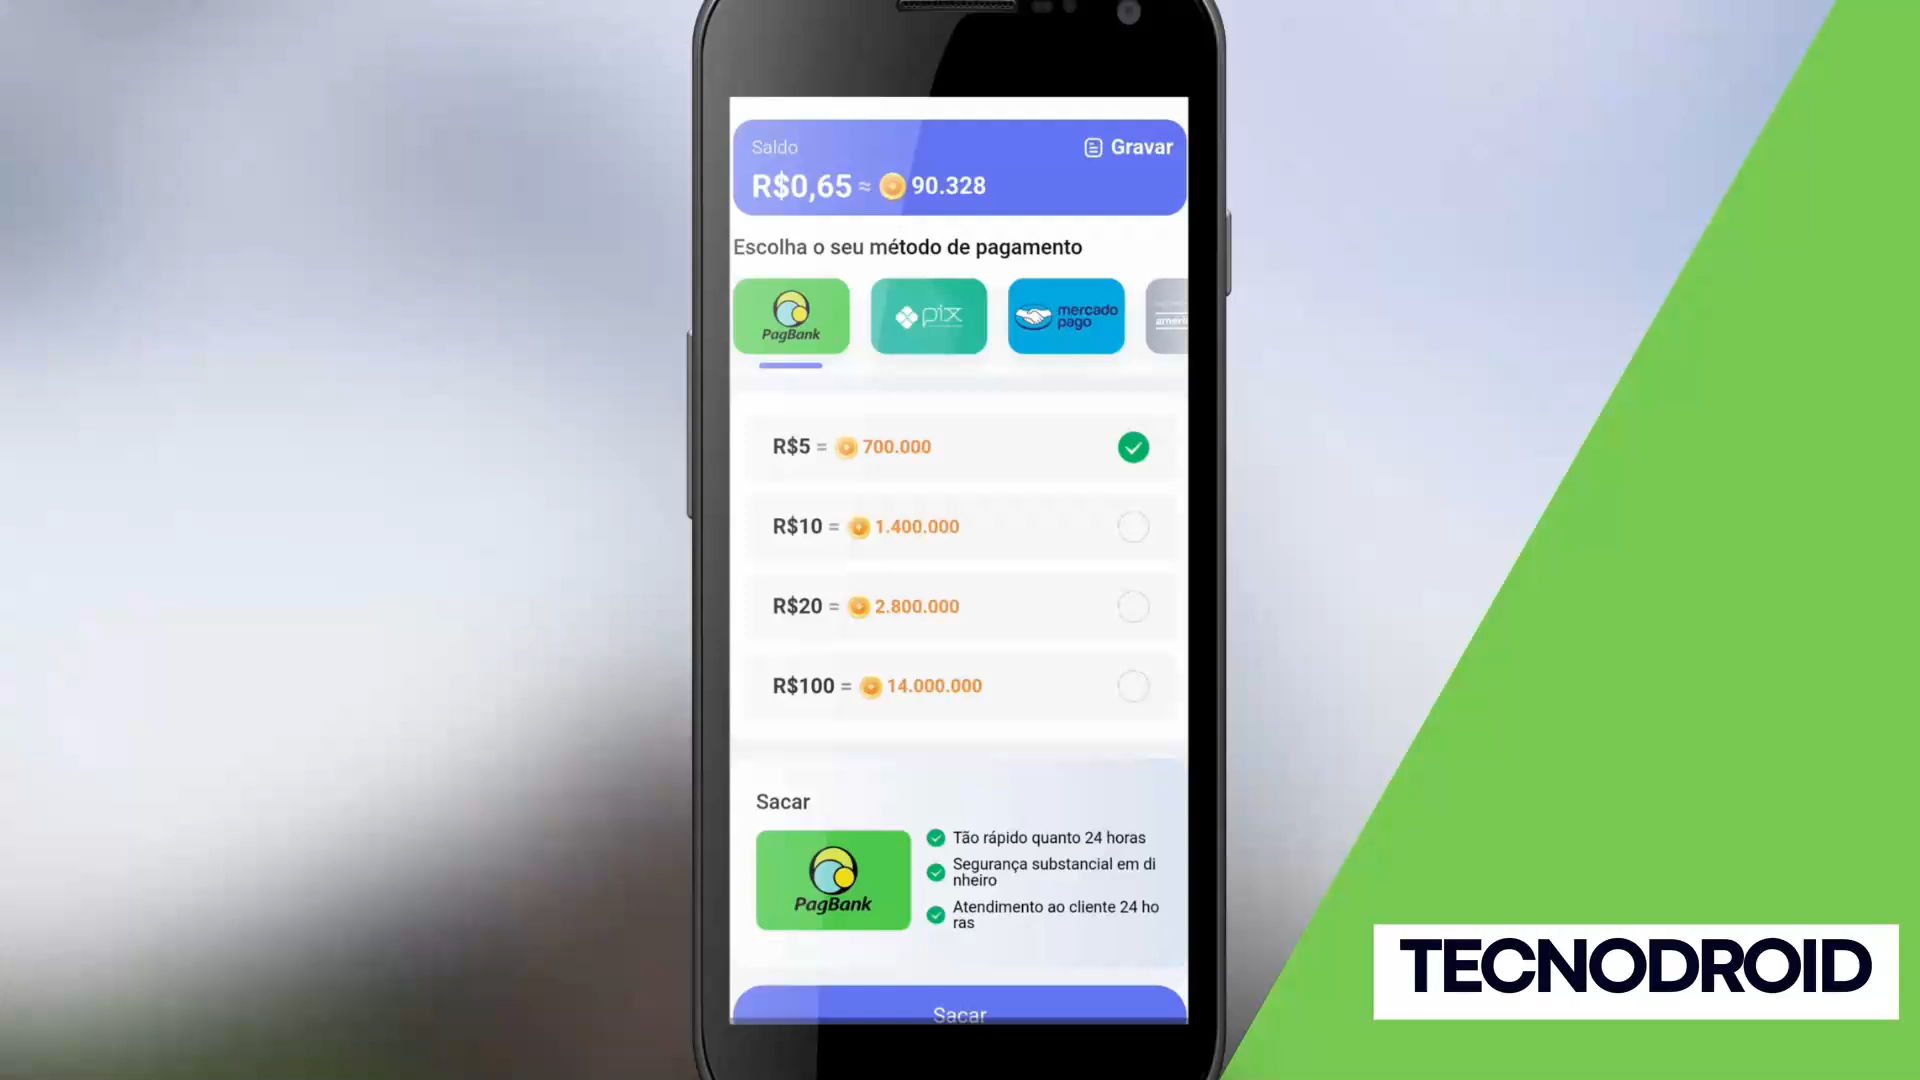 Saldo
Gravar
R$0,65 ≈ 90.328
Escolha o seu método de pagamento
PagBank
pix
mercado
pago
ameri
R$5 = 700.000
R$10 = 1.400.000
R$20 = 2.800.000
R$100 = 14.000.000
Sacar
PagBank
Tão rápido quanto 24 horas
Segurança substancial em di
nheiro
Atendimento ao cliente 24 ho
ras
Sacar
TECNODROID